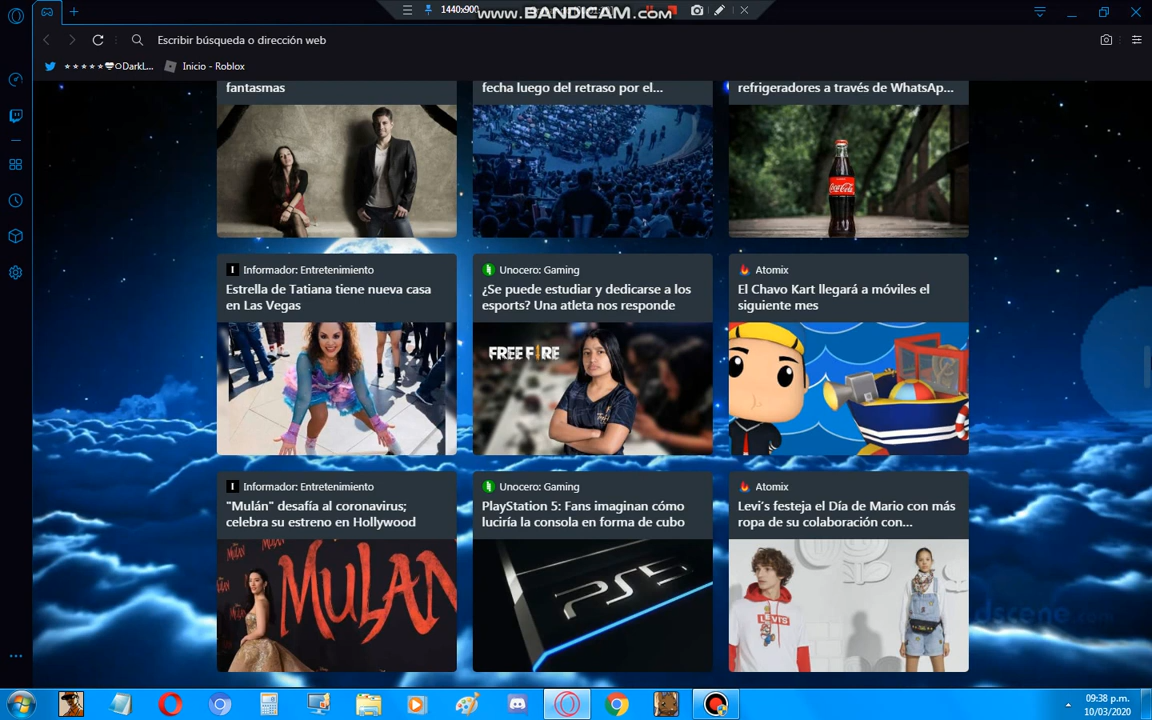 1440x900
www.BANDICAM.com
Escribir búsqueda o dirección web
Inicio - Roblox
fantasmas
fecha luego del retraso por el...
refrigeradores a través de WhatsAp...
Coca-Cola
Informador: Entretenimiento
Estrella de Tatiana tiene nueva casa
en Las Vegas
Unocero: Gaming
¿Se puede estudiar y dedicarse a los
esports? Una atleta nos responde
FREE FIRE
Atomix
El Chavo Kart llegará a móviles el
siguiente mes
Informador: Entretenimiento
"Mulán" desafía al coronavirus;
celebra su estreno en Hollywood
MULAN
Unocero: Gaming
PlayStation 5: Fans imaginan cómo
luciría la consola en forma de cubo
PS5
Atomix
Levi’s festeja el Día de Mario con más
ropa de su colaboración con...
LEVI'S
09:38 p.m.
10/03/2020